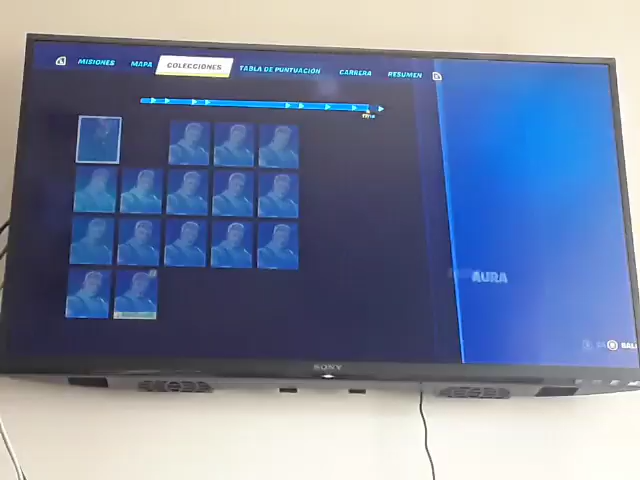 MISIONES
MAPA
COLECCIONES
TABLA DE PUNTUACIÓN
CARRERA
RESUMEN
AURA
SONY